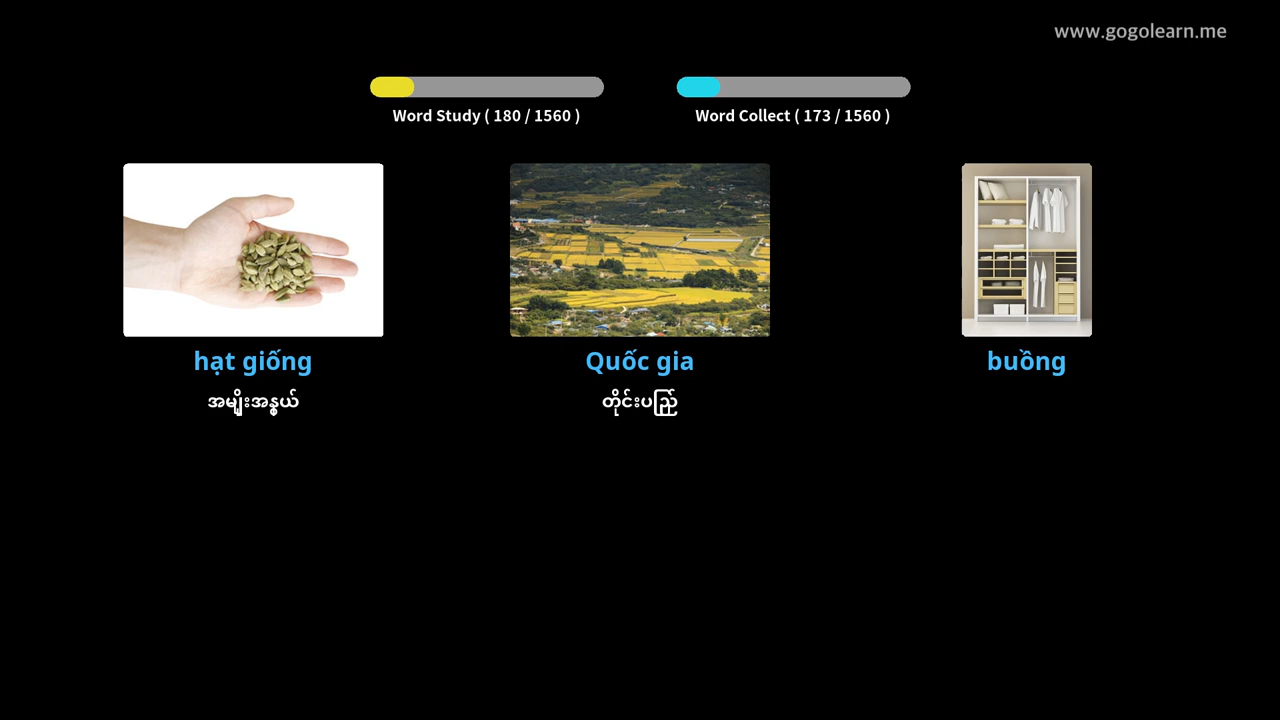 www.gogolearn.me
Word Study ( 180 / 1560 )
Word Collect ( 173 / 1560 )
hạt giống
Quốc gia
buồng
အမျိုးအနွယ်
တိုင်းပြည်